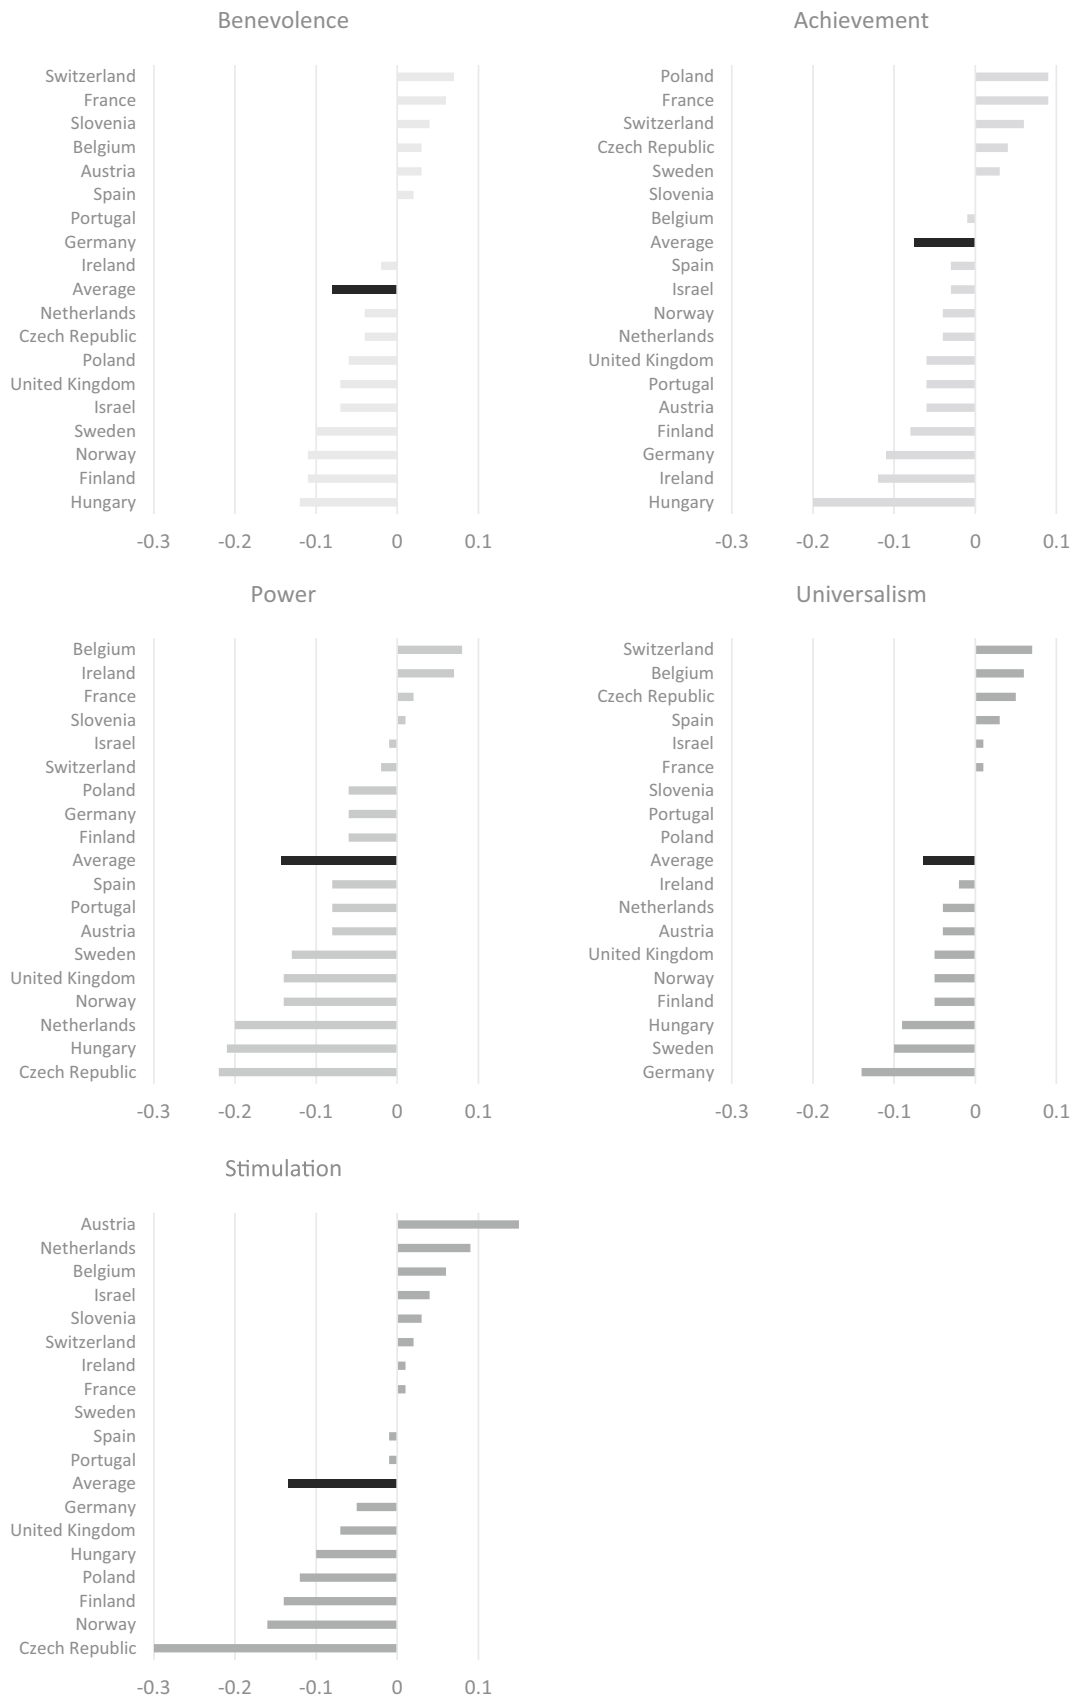 Benevolence
Switzerland
France
Slovenia
Belgium
Austria
Spain
Portugal
Germany
Ireland
Average
Netherlands
Czech Republic
Poland
United Kingdom
Israel
Sweden
Norway
Finland
Hungary
-0.3 -0.2 -0.1 0 0.1
Achievement
Poland
France
Switzerland
Czech Republic
Sweden
Slovenia
Belgium
Average
Spain
Israel
Norway
Netherlands
United Kingdom
Portugal
Austria
Finland
Germany
Ireland
Hungary
-0.3 -0.2 -0.1 0 0.1
Power
Belgium
Ireland
France
Slovenia
Israel
Switzerland
Poland
Germany
Finland
Average
Spain
Portugal
Austria
Sweden
United Kingdom
Norway
Netherlands
Hungary
Czech Republic
-0.3 -0.2 -0.1 0 0.1
Universalism
Switzerland
Belgium
Czech Republic
Spain
Israel
France
Slovenia
Portugal
Poland
Average
Ireland
Netherlands
Austria
United Kingdom
Norway
Finland
Hungary
Sweden
Germany
-0.3 -0.2 -0.1 0 0.1
Stimulation
Austria
Netherlands
Belgium
Israel
Slovenia
Switzerland
Ireland
France
Sweden
Spain
Portugal
Average
Germany
United Kingdom
Hungary
Poland
Finland
Norway
Czech Republic
-0.3 -0.2 -0.1 0 0.1